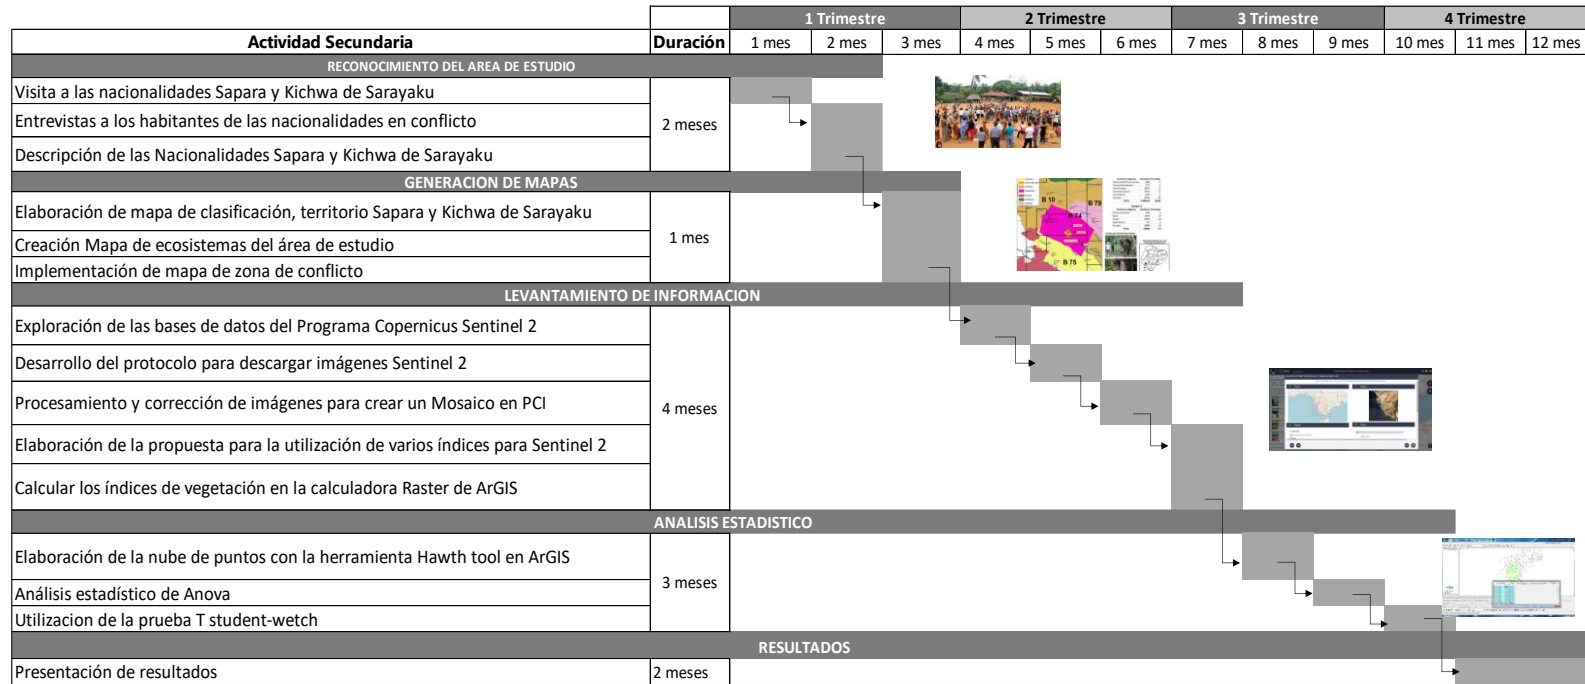 1 Trimestre 2 Trimestre 3 Trimestre 4 Trimestre
Actividad Secundaria Duración 1 mes 2 mes 3 mes 4 mes 5 mes 6 mes 7 mes 8 mes 9 mes 10 mes 11 mes 12 mes
RECONOCIMIENTO DEL AREA DE ESTUDIO
Visita a las nacionalidades Sapara y Kichwa de Sarayaku
Entrevistas a los habitantes de las nacionalidades en conflicto
2 meses
Descripción de las Nacionalidades Sapara y Kichwa de Sarayaku
GENERACION DE MAPAS
Elaboración de mapa de clasificación, territorio Sapara y Kichwa de Sarayaku
Creación Mapa de ecosistemas del área de estudio
1 mes
Implementación de mapa de zona de conflicto
B 10
B 79
B 74
B 75
LEVANTAMIENTO DE INFORMACION
Exploración de las bases de datos del Programa Copernicus Sentinel 2
Desarrollo del protocolo para descargar imágenes Sentinel 2
Procesamiento y corrección de imágenes para crear un Mosaico en PCI
4 meses
Elaboración de la propuesta para la utilización de varios índices para Sentinel 2
Calcular los índices de vegetación en la calculadora Raster de ArGIS
ANALISIS ESTADISTICO
Elaboración de la nube de puntos con la herramienta Hawth tool en ArGIS
3 meses
Análisis estadístico de Anova
Utilizacion de la prueba T student-wetch
RESULTADOS
Presentación de resultados 2 meses